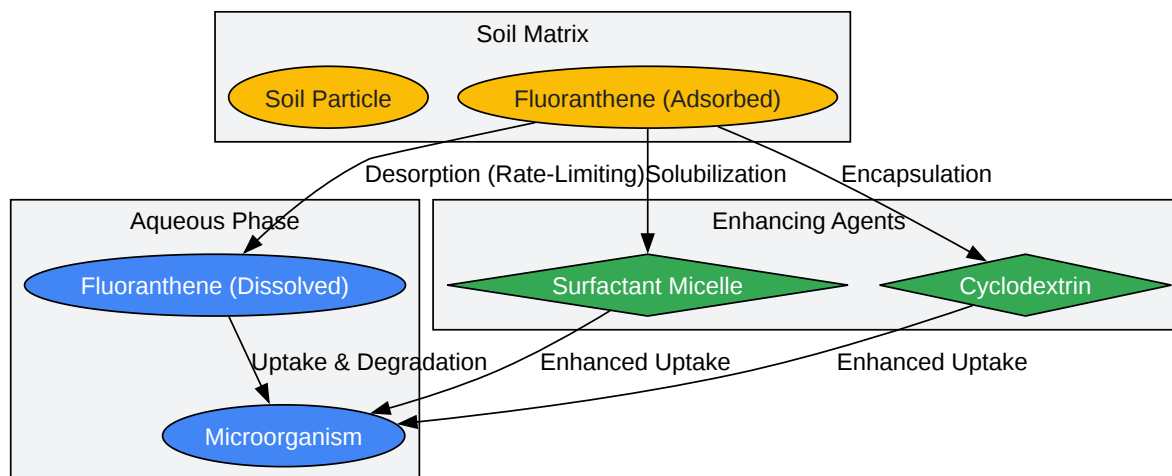 Soil Matrix
Soil Particle
Fluoranthene (Adsorbed)
Desorption (Rate-Limiting)
Solubilization
Encapsulation
Aqueous Phase
Enhancing Agents
Fluoranthene (Dissolved)
Surfactant Micelle
Cyclodextrin
Uptake & Degradation
Enhanced Uptake
Enhanced Uptake
Microorganism